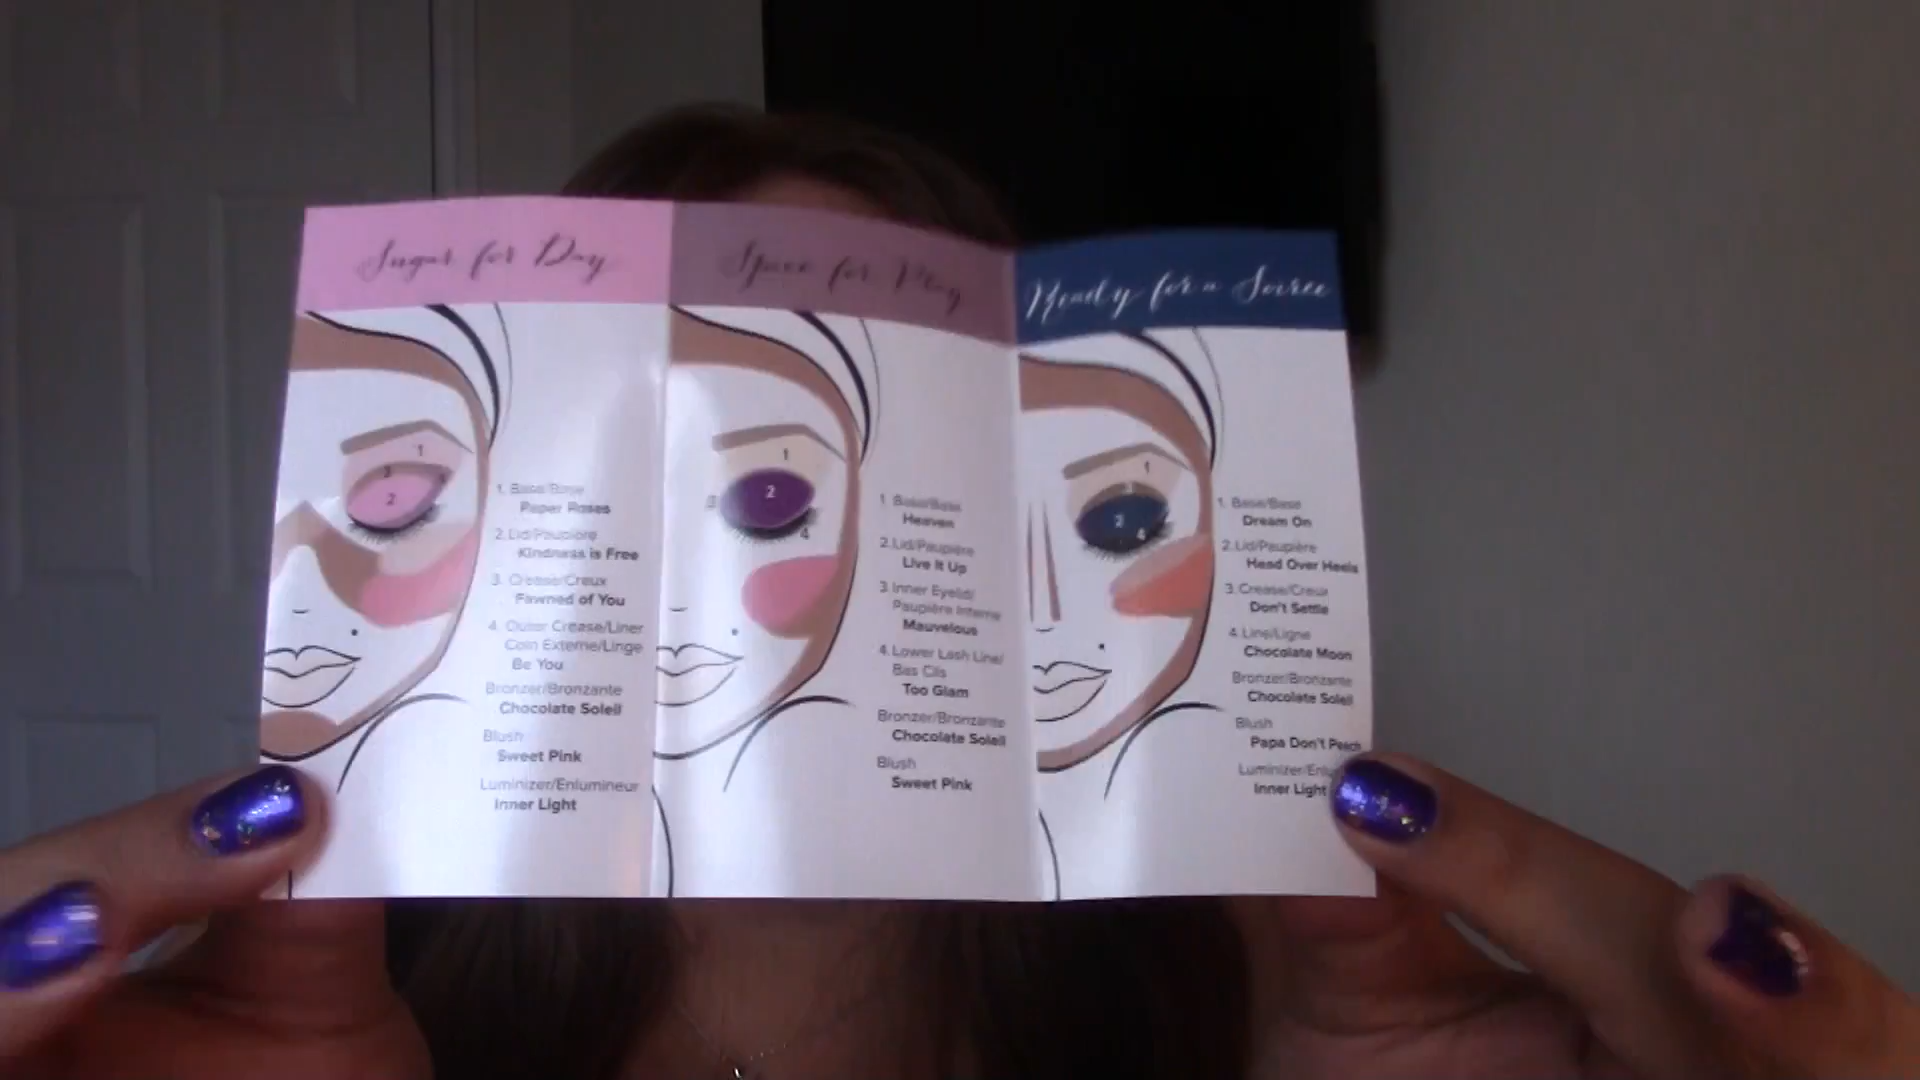 Sugar for Day
1
3
2
1. Base/Base
Paper Roses
2. Lid/Paupiere
Kindness is Free
3. Crease/Creux
Fawned of You
4. Outer Crease/Liner
Coin Externe/Linge
Be You
Bronzer/Bronzante
Chocolate Soleil
Blush
Sweet Pink
Luminizer/Enlumineur
Inner Light
Spice for Play
1
2
3
4
1. Base/Base
Heaven
2. Lid/Paupière
Live It Up
3. Inner Eyelid/
Paupière Interne
Mauvelous
4. Lower Lash Line/
Bas Cils
Too Glam
Bronzer/Bronzante
Chocolate Soleil
Blush
Sweet Pink
Ready for a Soiree
1
2
4
1. Base/Base
Dream On
2. Lid/Paupière
Head Over Heels
3. Crease/Creux
Don't Settle
4. Line/Ligne
Chocolate Moon
Bronzer/Bronzante
Chocolate Soleil
Blush
Papa Don't Peach
Luminizer/
Inner Light